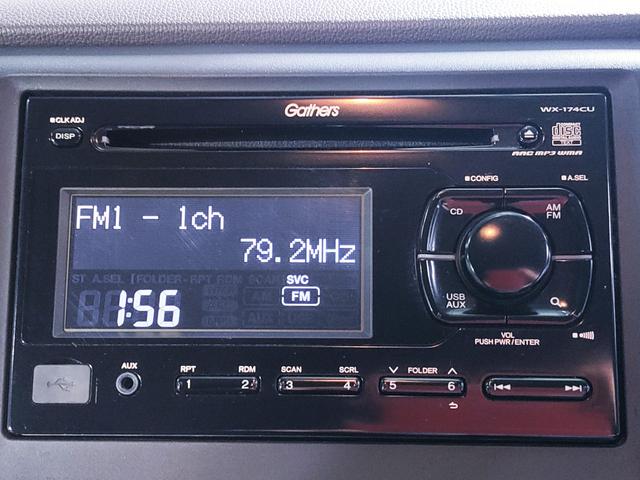 Gathers
WX-174CU
CLK ADJ
DISP
COMPACT
disc
TEXT
AAC MP3 WMA
FM1 - 1ch
79.2MHz
ST A.SEL [FOLDER-RPT RDM SCAN]
SVC
1:56
FM
CONFIG
A.SEL
CD
AM
FM
USB
AUX
VOL
PUSH PWR/ENTER
AUX
RPT
RDM
SCAN
SCRL
FOLDER
1
2
3
4
5
6